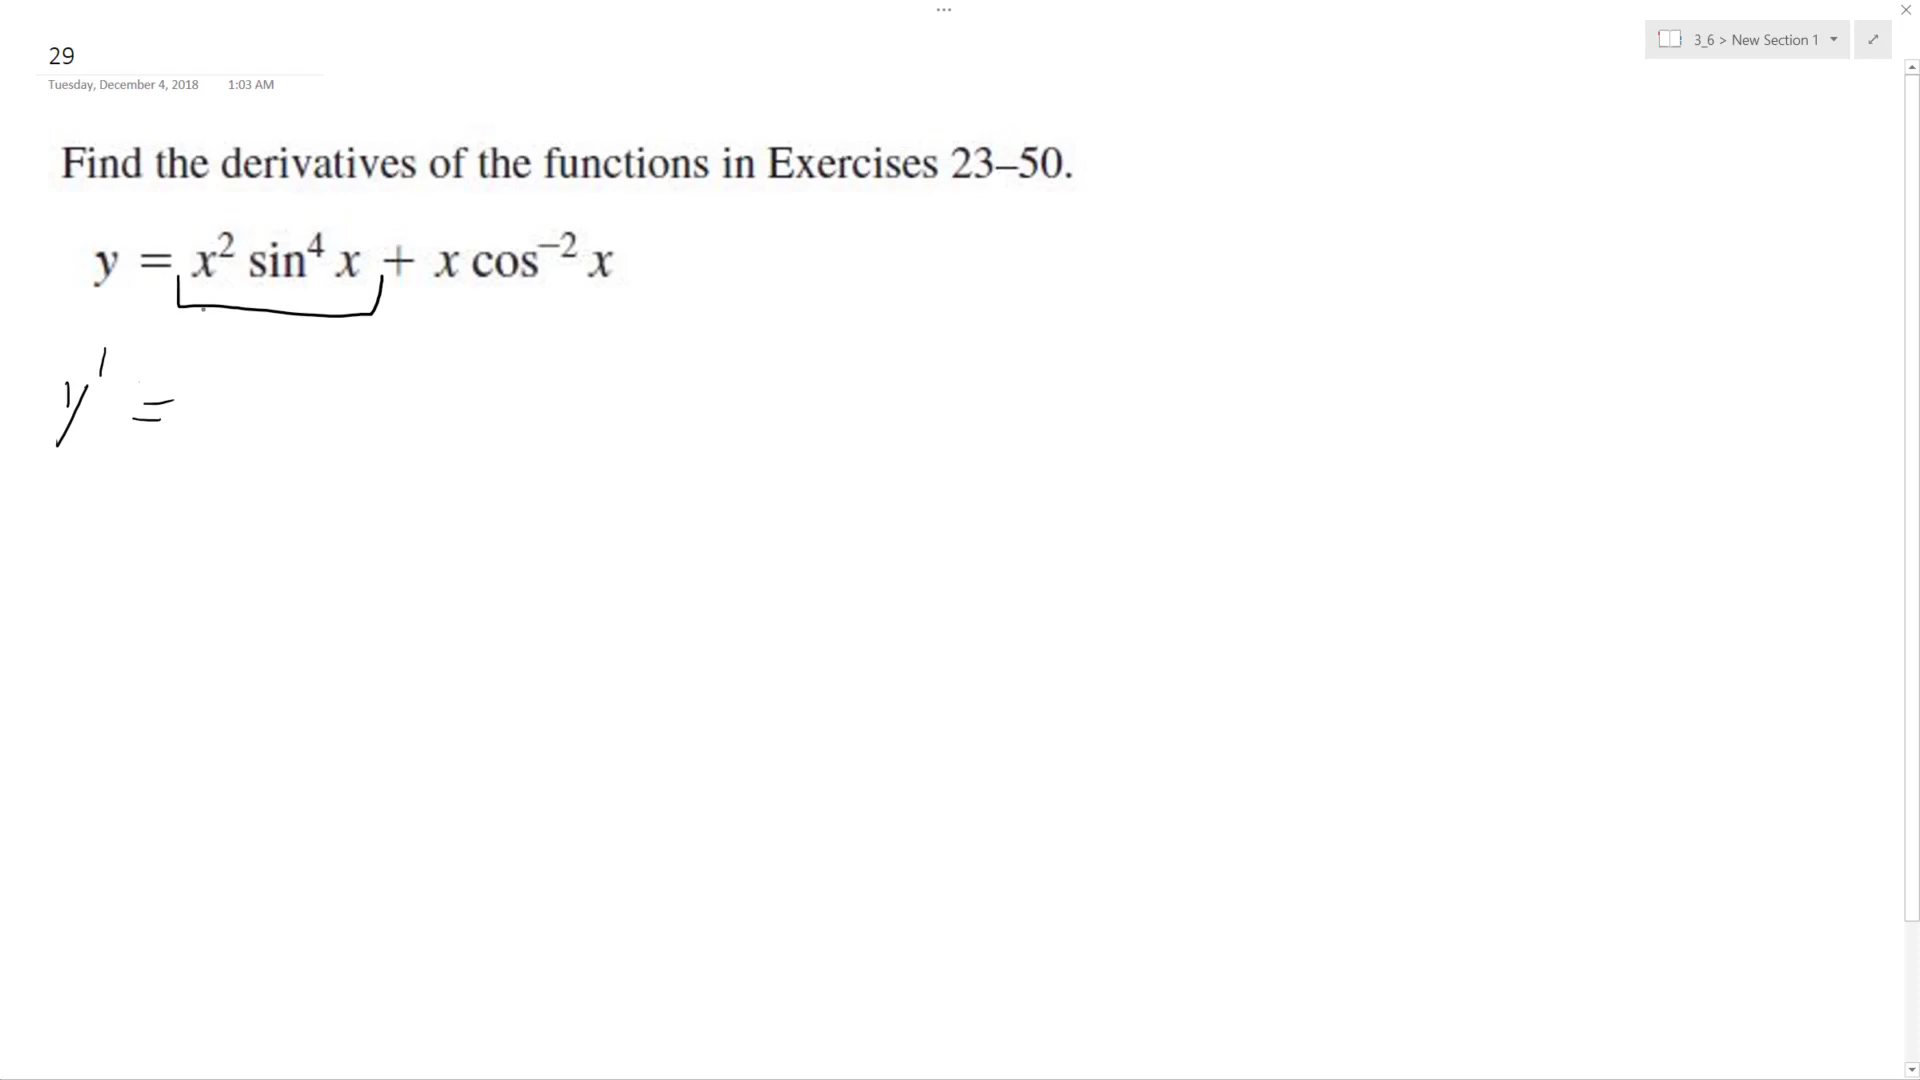 ...
3_6 > New Section 1
29
Tuesday, December 4, 2018 1:03 AM
Find the derivatives of the functions in Exercises 23–50.
y = x² sin⁴ x + x cos⁻² x
y' =